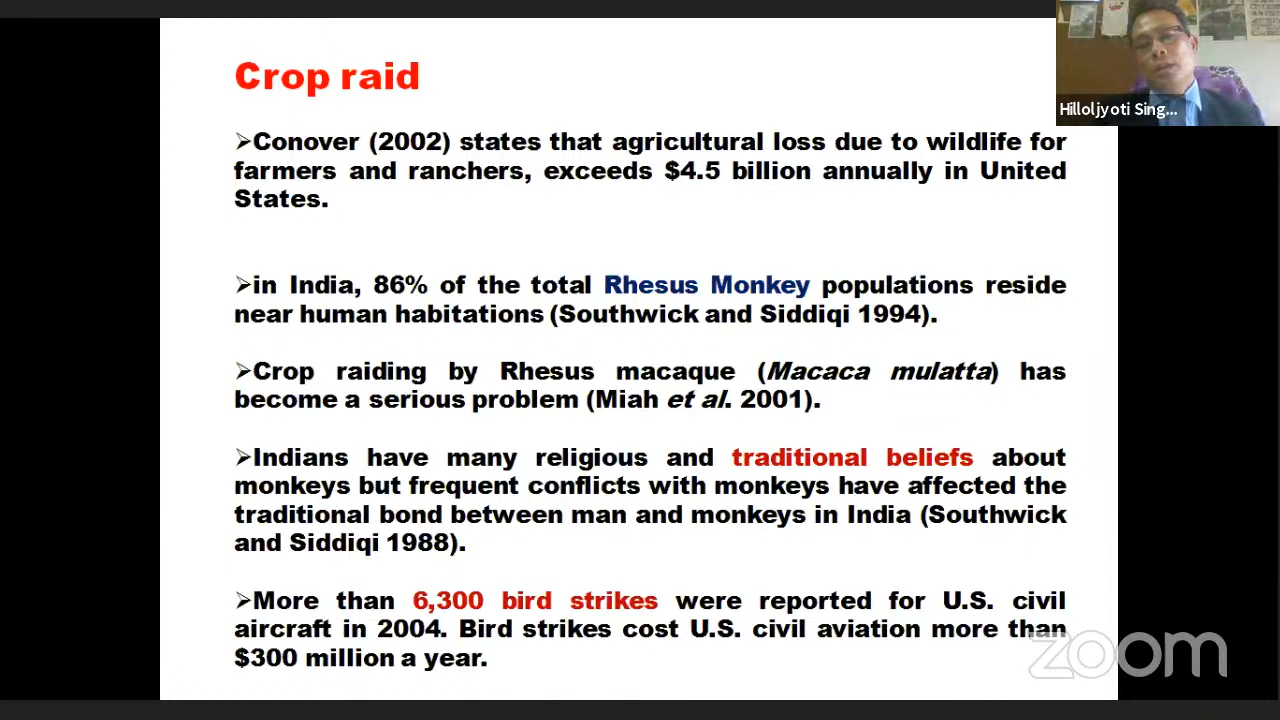 Crop raid
Hilloljyoti Sing...
➢Conover (2002) states that agricultural loss due to wildlife for
farmers and ranchers, exceeds $4.5 billion annually in United
States.
➢in India, 86% of the total Rhesus Monkey populations reside
near human habitations (Southwick and Siddiqi 1994).
➢Crop raiding by Rhesus macaque (Macaca mulatta) has
become a serious problem (Miah et al. 2001).
➢Indians have many religious and traditional beliefs about
monkeys but frequent conflicts with monkeys have affected the
traditional bond between man and monkeys in India (Southwick
and Siddiqi 1988).
➢More than 6,300 bird strikes were reported for U.S. civil
aircraft in 2004. Bird strikes cost U.S. civil aviation more than
$300 million a year.
zoom